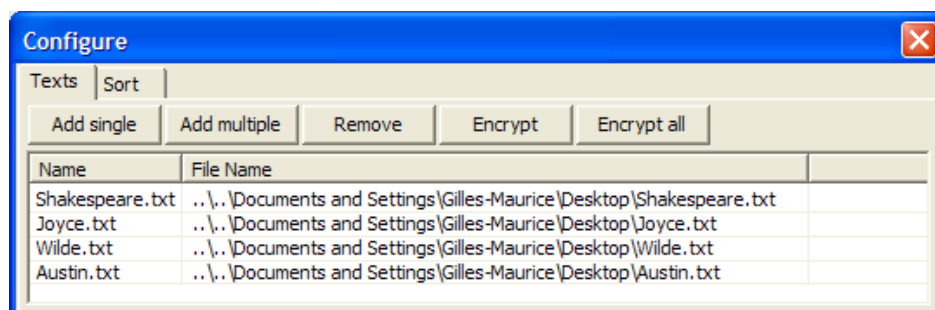 Configure
Texts Sort
Add single Add multiple Remove Encrypt Encrypt all
Name File Name
Shakespeare.txt ..\..\Documents and Settings\Gilles-Maurice\Desktop\Shakespeare.txt
Joyce.txt ..\..\Documents and Settings\Gilles-Maurice\Desktop\Joyce.txt
Wilde.txt ..\..\Documents and Settings\Gilles-Maurice\Desktop\Wilde.txt
Austin.txt ..\..\Documents and Settings\Gilles-Maurice\Desktop\Austin.txt